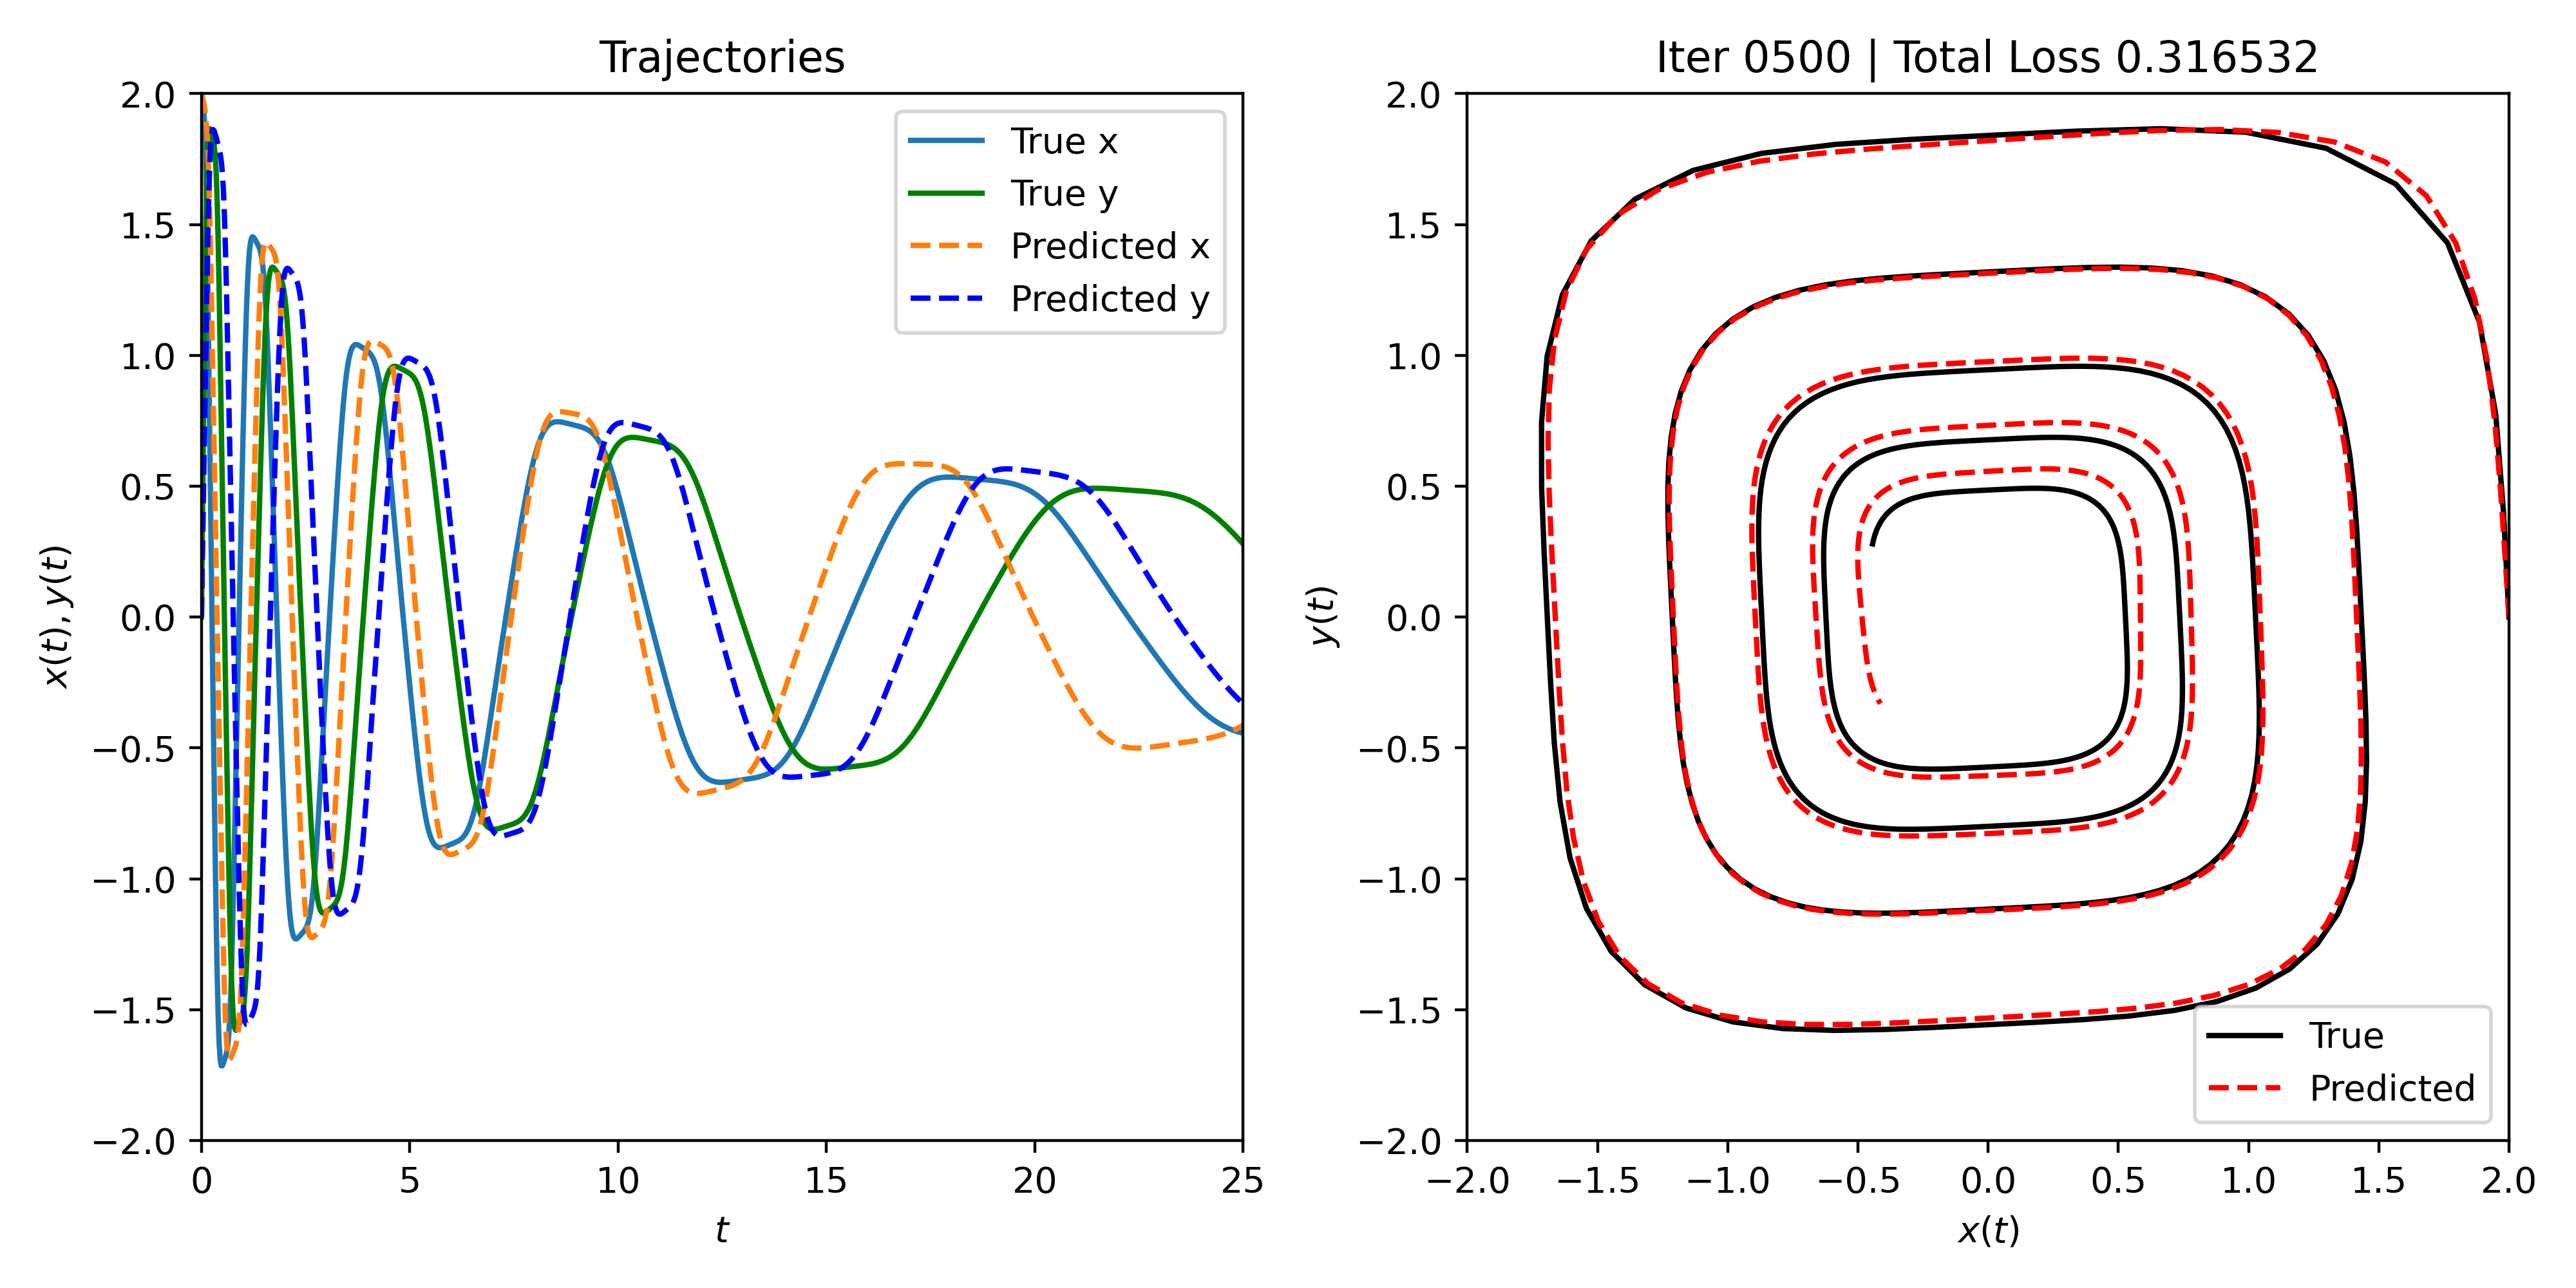 Trajectories
2.0
1.5
1.0
0.5
0.0
−0.5
−1.0
−1.5
−2.0
x(t), y(t)
0 5 10 15 20 25
t
True x
True y
Predicted x
Predicted y
Iter 0500 | Total Loss 0.316532
2.0
1.5
1.0
0.5
0.0
−0.5
−1.0
−1.5
−2.0
y(t)
−2.0 −1.5 −1.0 −0.5 0.0 0.5 1.0 1.5 2.0
x(t)
True
Predicted